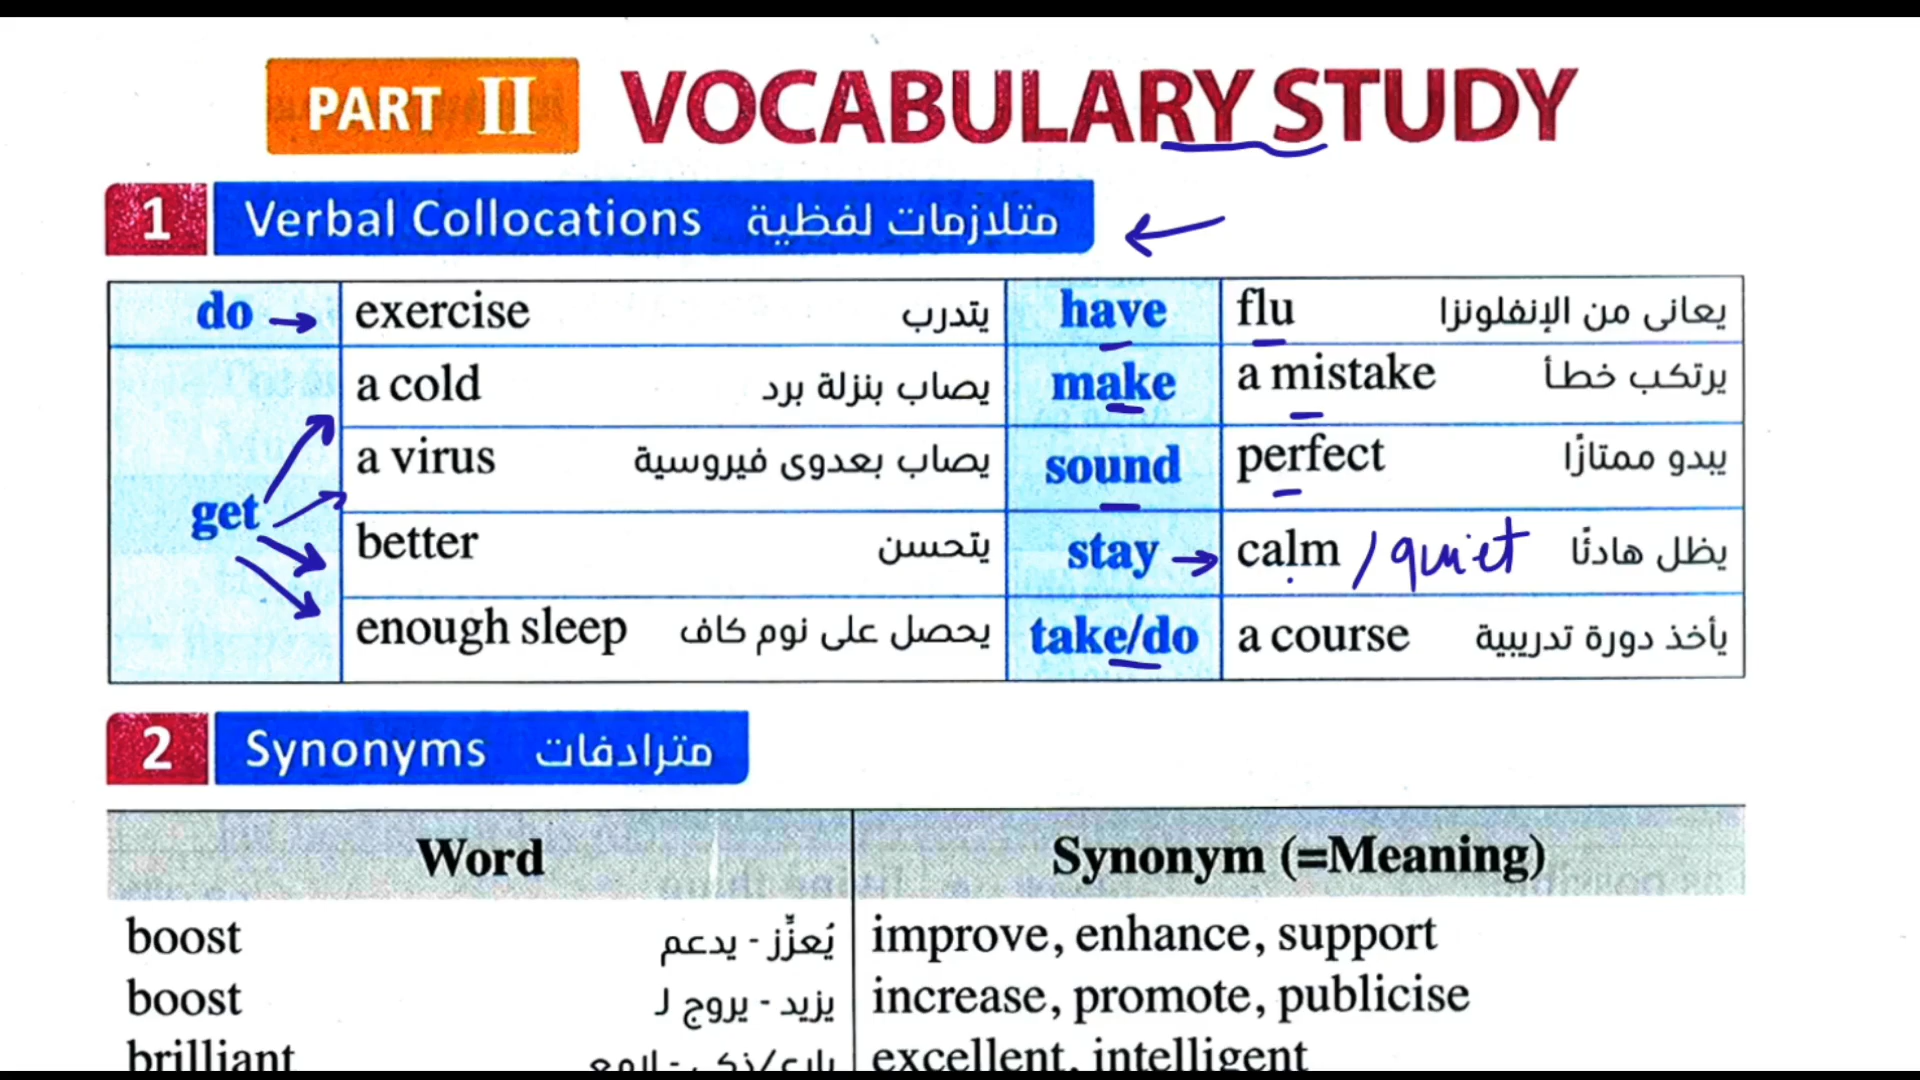 PART II VOCABULARY STUDY
1 Verbal Collocations متلازمات لفظية
do exercise يتدرب have flu يعانى من الإنفلونزا
a cold يصاب بنزلة برد make a mistake يرتكب خطأ
a virus يصاب بعدوى فيروسية sound perfect يبدو ممتازًا
get better يتحسن stay calm / quiet يظل هادئًا
enough sleep يحصل على نوم كاف take/do a course يأخذ دورة تدريبية
2 Synonyms مترادفات
Word Synonym (=Meaning)
boost يُعزِّز - يدعم improve, enhance, support
boost يزيد - يروج لـ increase, promote, publicise
brilliant excellent, intelligent